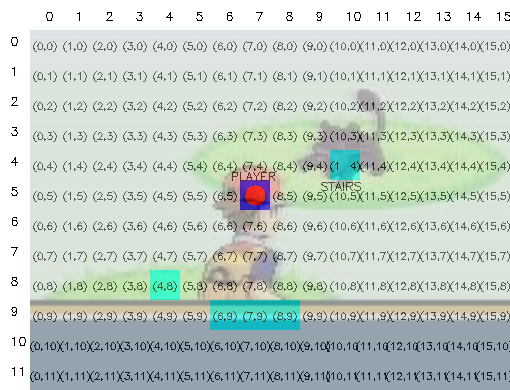 0 1 2 3 4 5 6 7 8 9 10 11 12 13 14 15
0 (0,0) (1,0) (2,0) (3,0) (4,0) (5,0) (6,0) (7,0) (8,0) (9,0) (10,0) (11,0) (12,0) (13,0) (14,0) (15,0)
1 (0,1) (1,1) (2,1) (3,1) (4,1) (5,1) (6,1) (7,1) (8,1) (9,1) (10,1) (11,1) (12,1) (13,1) (14,1) (15,1)
2 (0,2) (1,2) (2,2) (3,2) (4,2) (5,2) (6,2) (7,2) (8,2) (9,2) (10,2) (11,2) (12,2) (13,2) (14,2) (15,2)
3 (0,3) (1,3) (2,3) (3,3) (4,3) (5,3) (6,3) (7,3) (8,3) (9,3) (10,3) (11,3) (12,3) (13,3) (14,3) (15,3)
4 (0,4) (1,4) (2,4) (3,4) (4,4) (5,4) (6,4) (7,4) (8,4) (9,4) (1 4) (11,4) (12,4) (13,4) (14,4) (15,4)
PLAYER
STAIRS
5 (0,5) (1,5) (2,5) (3,5) (4,5) (5,5) (6,5) (8,5) (9,5) (10,5) (11,5) (12,5) (13,5) (14,5) (15,5)
6 (0,6) (1,6) (2,6) (3,6) (4,6) (5,6) (6,6) (7,6) (8,6) (9,6) (10,6) (11,6) (12,6) (13,6) (14,6) (15,6)
7 (0,7) (1,7) (2,7) (3,7) (4,7) (5,7) (6,7) (7,7) (8,7) (9,7) (10,7) (11,7) (12,7) (13,7) (14,7) (15,7)
8 (0,8) (1,8) (2,8) (3,8) (4,8) (5,8) (6,8) (7,8) (8,8) (9,8) (10,8) (11,8) (12,8) (13,8) (14,8) (15,8)
9 (0,9) (1,9) (2,9) (3,9) (4,9) (5,9) (6,9) (7,9) (8,9) (9,9) (10,9) (11,9) (12,9) (13,9) (14,9) (15,9)
10 (0,10) (1,10) (2,10) (3,10) (4,10) (5,10) (6,10) (7,10) (8,10) (9,10) (10,10) (11,10) (12,10) (13,10) (14,10) (15,10)
11 (0,11) (1,11) (2,11) (3,11) (4,11) (5,11) (6,11) (7,11) (8,11) (9,11) (10,11) (11,11) (12,11) (13,11) (14,11) (15,11)